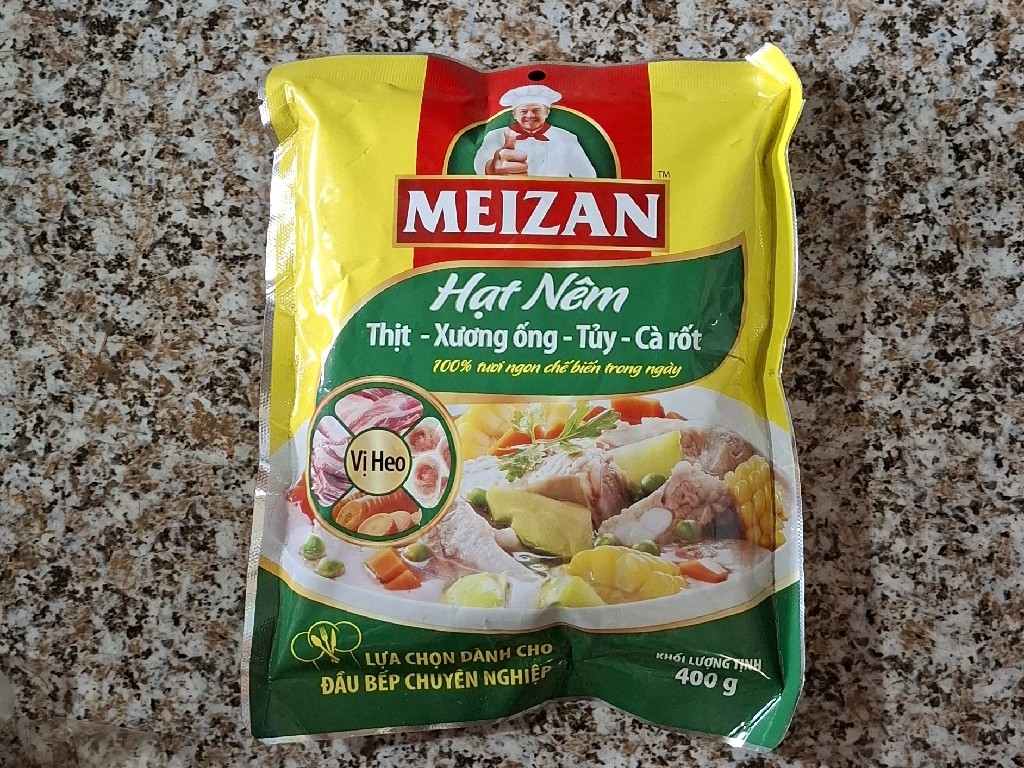 MEIZAN
TM
Hạt Nêm
Thịt - Xương ống - Tủy - Cà rốt
100% tươi ngon chế biến trong ngày
Vị Heo
LỰA CHỌN DÀNH CHO
ĐẦU BẾP CHUYÊN NGHIỆP
KHỐI LƯỢNG TỊNH
400 g